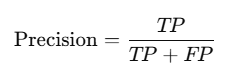 Precision = TP / (TP + FP)